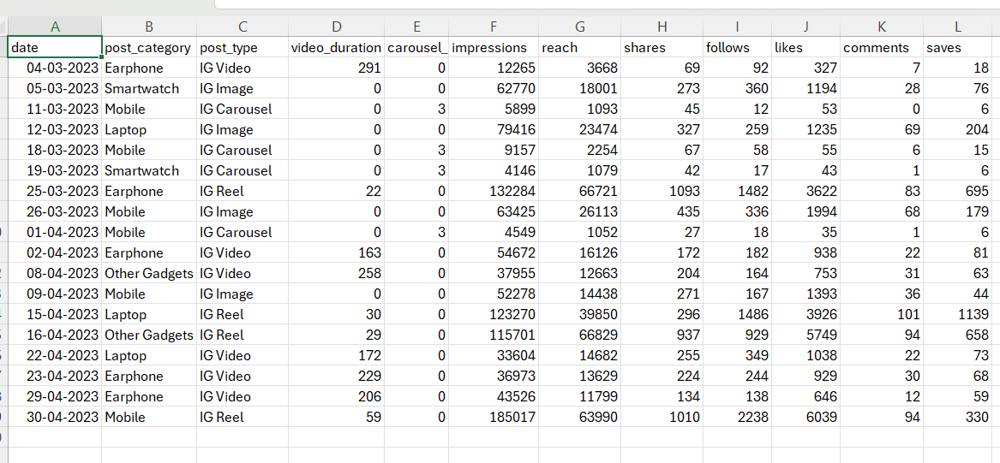 A B C D E F G H I J K L
date post_category post_type video_duration carousel_ impressions reach shares follows likes comments saves
04-03-2023 Earphone IG Video 291 0 12265 3668 69 92 327 7 18
05-03-2023 Smartwatch IG Image 0 0 62770 18001 273 360 1194 28 76
11-03-2023 Mobile IG Carousel 0 3 5899 1093 45 12 53 0 6
12-03-2023 Laptop IG Image 0 0 79416 23474 327 259 1235 69 204
18-03-2023 Mobile IG Carousel 0 3 9157 2254 67 58 55 6 15
19-03-2023 Smartwatch IG Carousel 0 3 4146 1079 42 17 43 1 6
25-03-2023 Earphone IG Reel 22 0 132284 66721 1093 1482 3622 83 695
26-03-2023 Mobile IG Image 0 0 63425 26113 435 336 1994 68 179
01-04-2023 Mobile IG Carousel 0 3 4549 1052 27 18 35 1 6
02-04-2023 Earphone IG Video 163 0 54672 16126 172 182 938 22 81
08-04-2023 Other Gadgets IG Video 258 0 37955 12663 204 164 753 31 63
09-04-2023 Mobile IG Image 0 0 52278 14438 271 167 1393 36 44
15-04-2023 Laptop IG Reel 30 0 123270 39850 296 1486 3926 101 1139
16-04-2023 Other Gadgets IG Reel 29 0 115701 66829 937 929 5749 94 658
22-04-2023 Laptop IG Video 172 0 33604 14682 255 349 1038 22 73
23-04-2023 Earphone IG Video 229 0 36973 13629 224 244 929 30 68
29-04-2023 Earphone IG Video 206 0 43526 11799 134 138 646 12 59
30-04-2023 Mobile IG Reel 59 0 185017 63990 1010 2238 6039 94 330